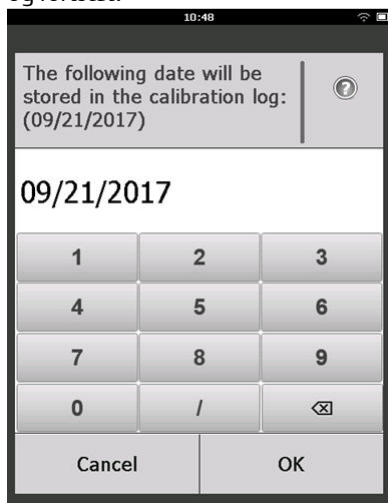 10:48
The following date will be
stored in the calibration log:
(09/21/2017)
?
09/21/2017
1 2 3
4 5 6
7 8 9
0 /
Cancel OK